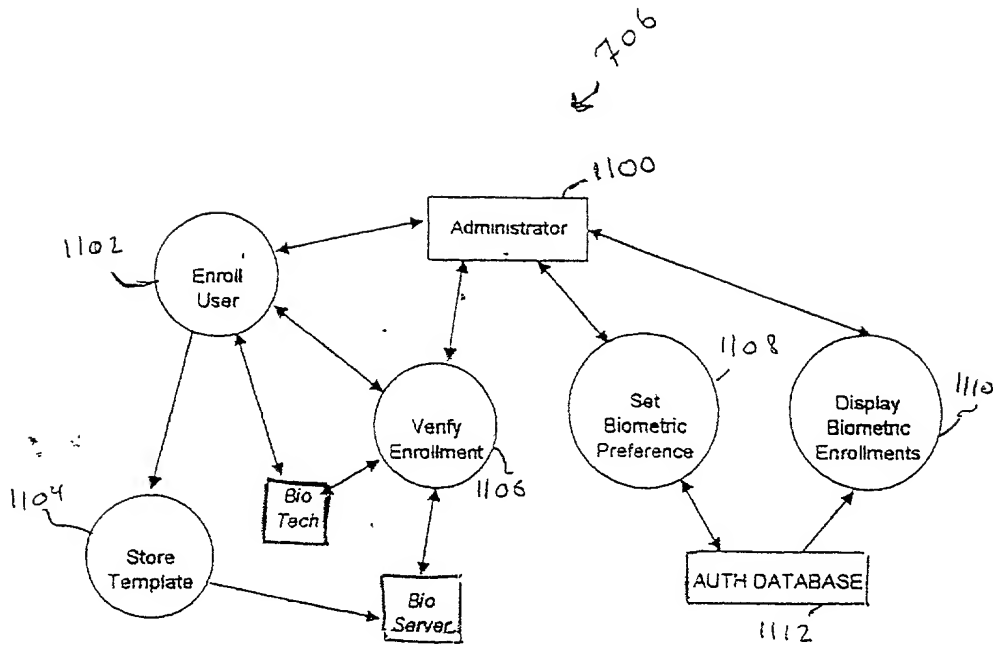 706
1100
Administrator
1102
Enroll
User
1108
1110
Set
Biometric
Preference
Display
Biometric
Enrollments
Verify
Enrollment
1106
1104
Bio
Tech
Store
Template
Bio
Server
AUTH DATABASE
1112